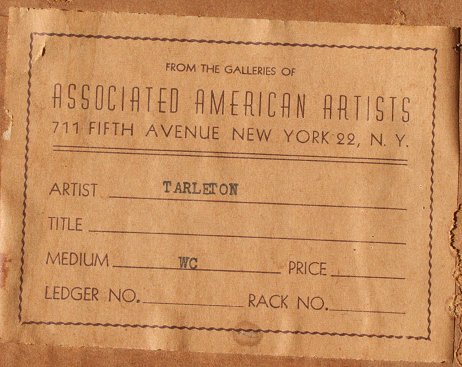 FROM THE GALLERIES OF
ASSOCIATED AMERICAN ARTISTS
711 FIFTH AVENUE NEW YORK 22, N. Y.
ARTIST TARLETON
TITLE
MEDIUM WC PRICE
LEDGER NO. RACK NO.